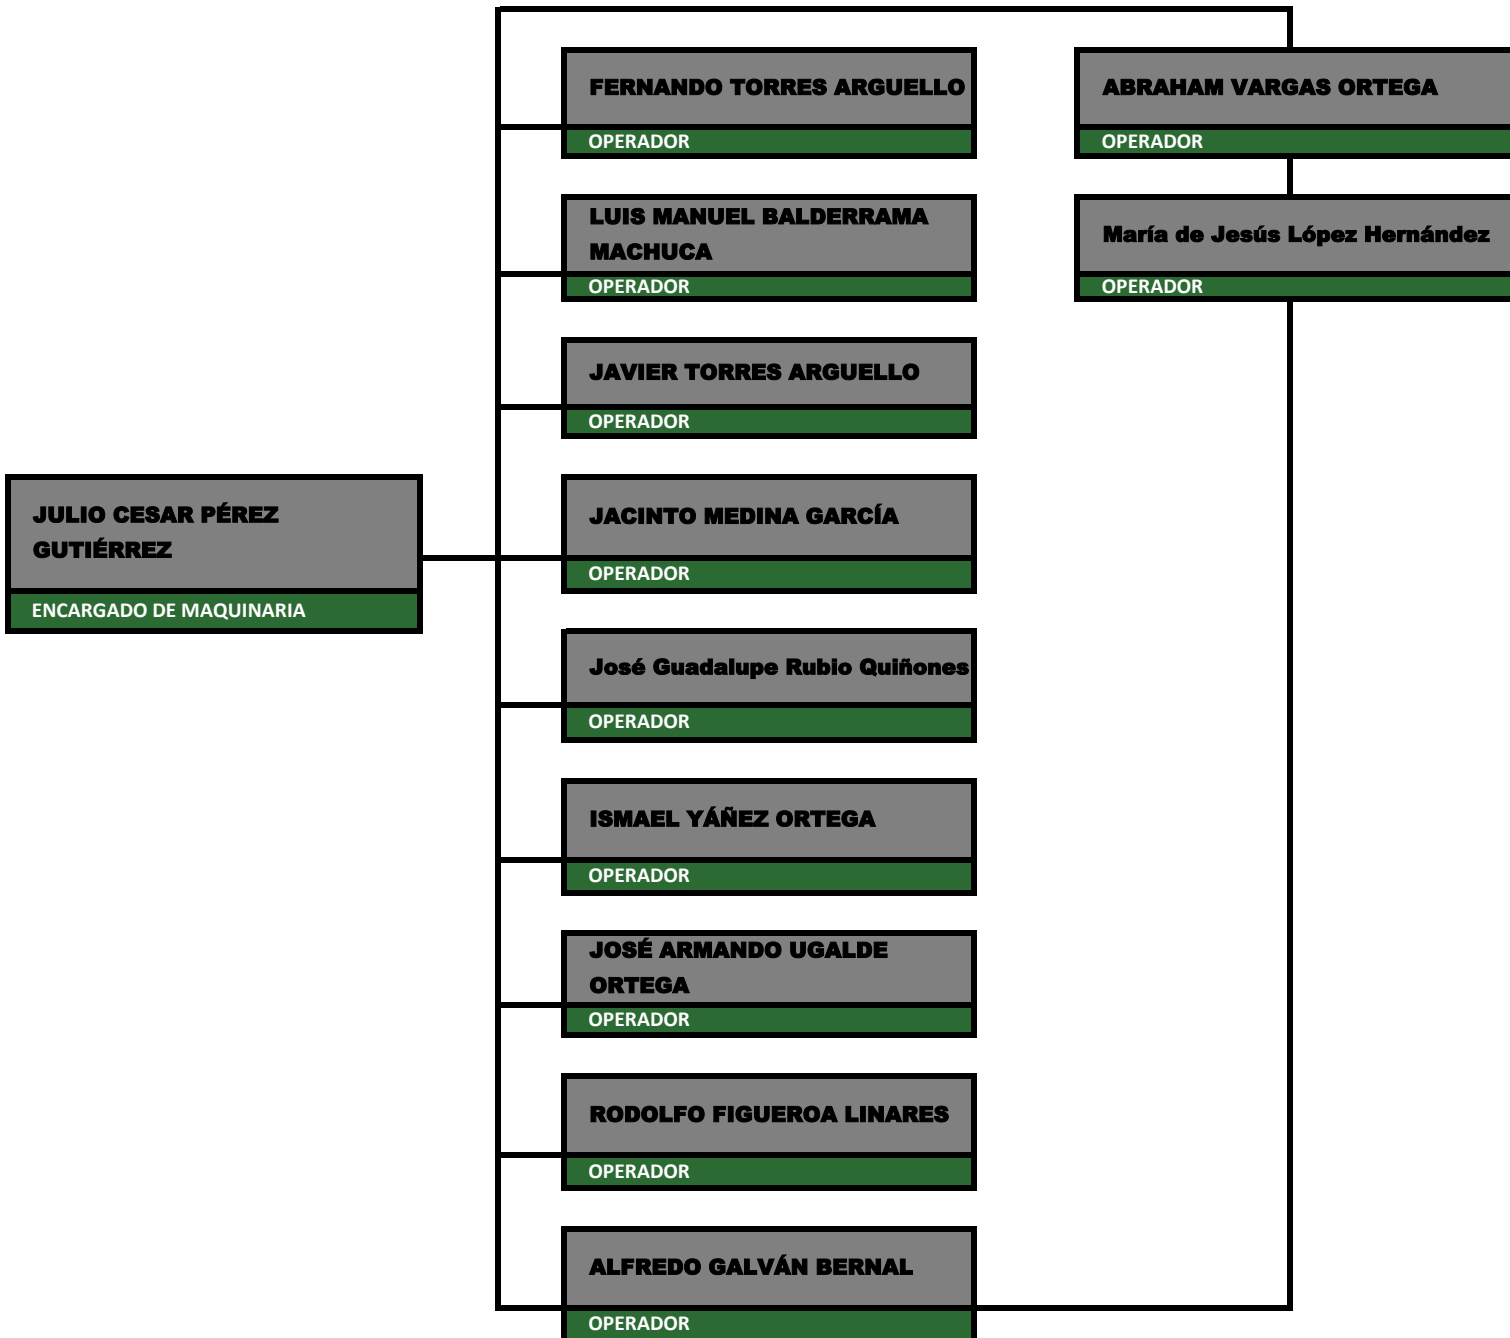 FERNANDO TORRES ARGUELLO
OPERADOR
ABRAHAM VARGAS ORTEGA
OPERADOR
LUIS MANUEL BALDERRAMA
MACHUCA
OPERADOR
María de Jesús López Hernández
OPERADOR
JAVIER TORRES ARGUELLO
OPERADOR
JULIO CESAR PÉREZ
GUTIÉRREZ
ENCARGADO DE MAQUINARIA
JACINTO MEDINA GARCÍA
OPERADOR
José Guadalupe Rubio Quiñones
OPERADOR
ISMAEL YÁÑEZ ORTEGA
OPERADOR
JOSÉ ARMANDO UGALDE
ORTEGA
OPERADOR
RODOLFO FIGUEROA LINARES
OPERADOR
ALFREDO GALVÁN BERNAL
OPERADOR